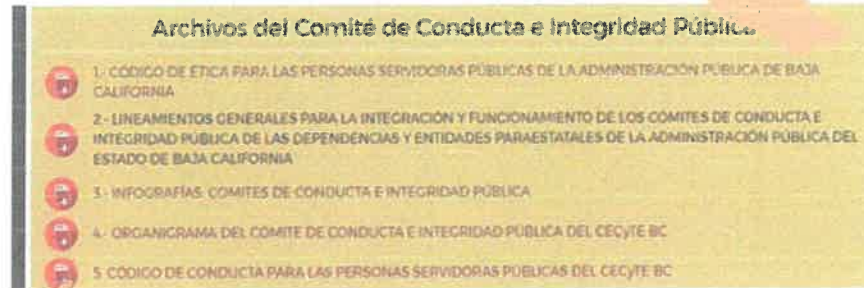 Archivos del Comité de Conducta e Integridad Pública
1.- CÓDIGO DE ÉTICA PARA LAS PERSONAS SERVIDORAS PÚBLICAS DE LA ADMINISTRACIÓN PÚBLICA DE BAJA
CALIFORNIA
2.- LINEAMIENTOS GENERALES PARA LA INTEGRACIÓN Y FUNCIONAMIENTO DE LOS COMITES DE CONDUCTA E
INTEGRIDAD PÚBLICA DE LAS DEPENDENCIAS Y ENTIDADES PARAESTATALES DE LA ADMINISTRACIÓN PÚBLICA DEL
ESTADO DE BAJA CALIFORNIA
3.- INFOGRAFÍAS: COMITES DE CONDUCTA E INTEGRIDAD PÚBLICA
4.- ORGANIGRAMA DEL COMITE DE CONDUCTA E INTEGRIDAD PÚBLICA DEL CECyTE BC
5. CÓDIGO DE CONDUCTA PARA LAS PERSONAS SERVIDORAS PÚBLICAS DEL CECyTE BC